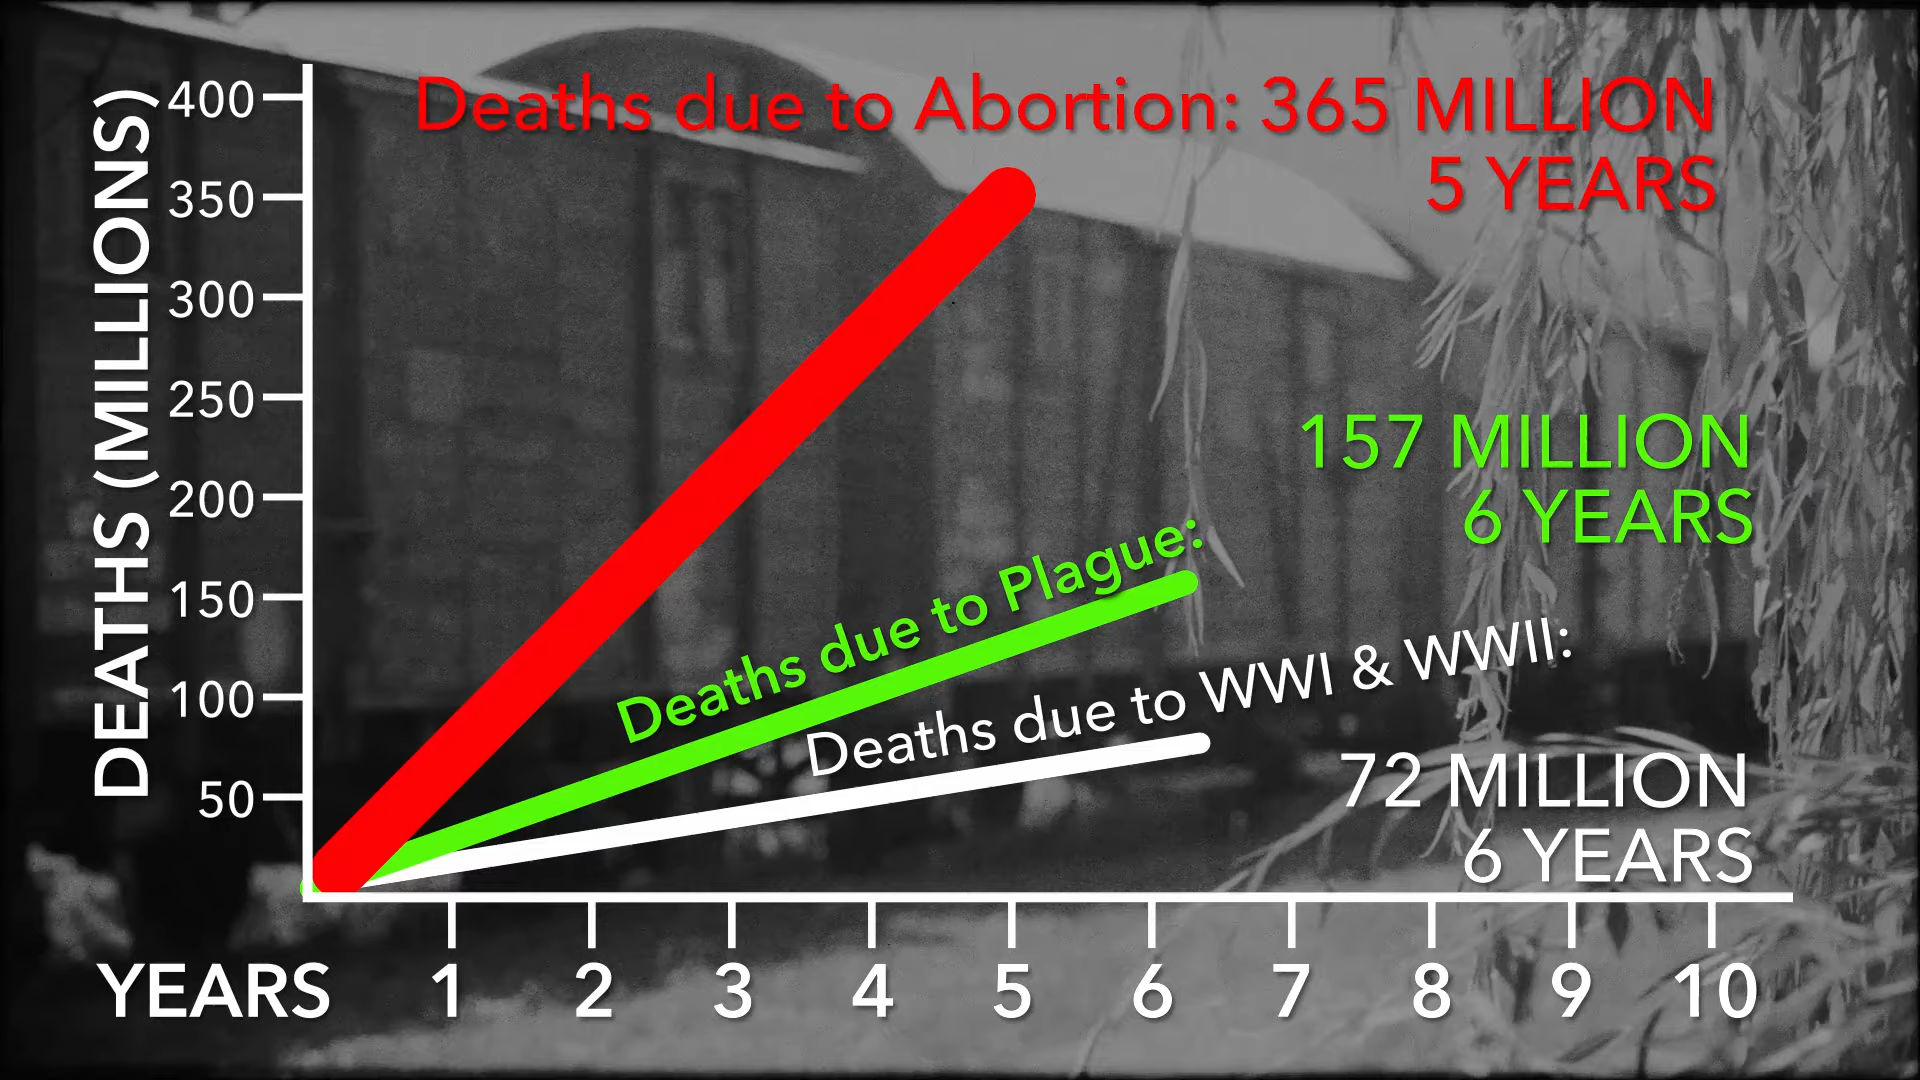 Deaths due to Abortion: 365 MILLION
5 YEARS
DEATHS (MILLIONS)
400
350
300
250
200
150
100
50
157 MILLION
6 YEARS
Deaths due to Plague:
Deaths due to WWI & WWII:
72 MILLION
6 YEARS
YEARS 1 2 3 4 5 6 7 8 9 10